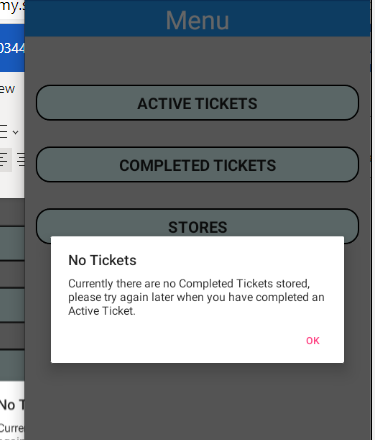 my.s
Menu
0344
ew
ACTIVE TICKETS
COMPLETED TICKETS
STORES
No Tickets
Currently there are no Completed Tickets stored,
please try again later when you have completed an
Active Ticket.
OK
No T
Curre